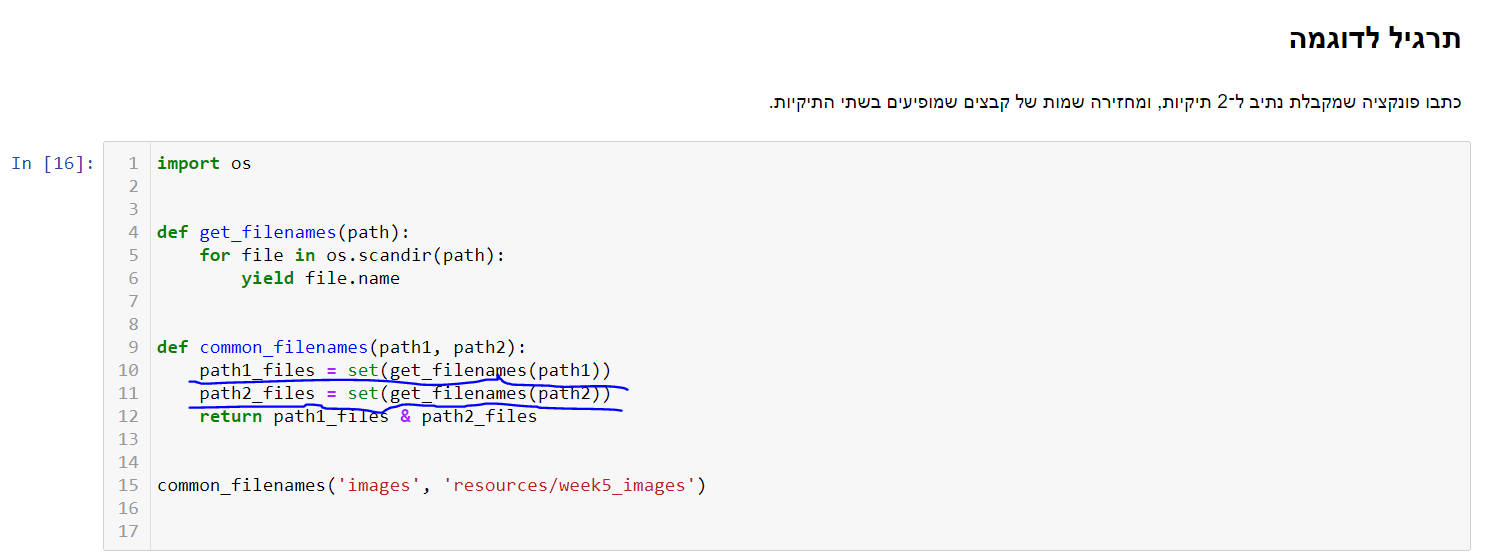 תרגיל לדוגמה
כתבו פונקציה שמקבלת נתיב ל־2 תיקיות, ומחזירה שמות של קבצים שמופיעים בשתי התיקיות.
In [16]:
1 import os
2
3
4 def get_filenames(path):
5     for file in os.scandir(path):
6         yield file.name
7
8
9 def common_filenames(path1, path2):
10     path1_files = set(get_filenames(path1))
11     path2_files = set(get_filenames(path2))
12     return path1_files & path2_files
13
14
15 common_filenames('images', 'resources/week5_images')
16
17